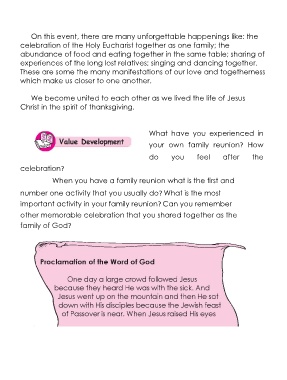 On this event, there are many unforgettable happenings like: the
celebration of the Holy Eucharist together as one family; the
abundance of food and eating together in the same table; sharing of
experiences of the long lost relatives; singing and dancing together.
These are some the many manifestations of our love and togetherness
which make us closer to one another.
We become united to each other as we lived the life of Jesus
Christ in the spirit of thanksgiving.
Value Development
What have you experienced in
your own family reunion? How
do you feel after the
celebration?
When you have a family reunion what is the first and
number one activity that you usually do? What is the most
important activity in your family reunion? Can you remember
other memorable celebration that you shared together as the
family of God?
Proclamation of the Word of God
One day a large crowd followed Jesus
because they heard He was with the sick. And
Jesus went up on the mountain and then He sat
down with His disciples because the Jewish feast
of Passover is near. When Jesus raised His eyes